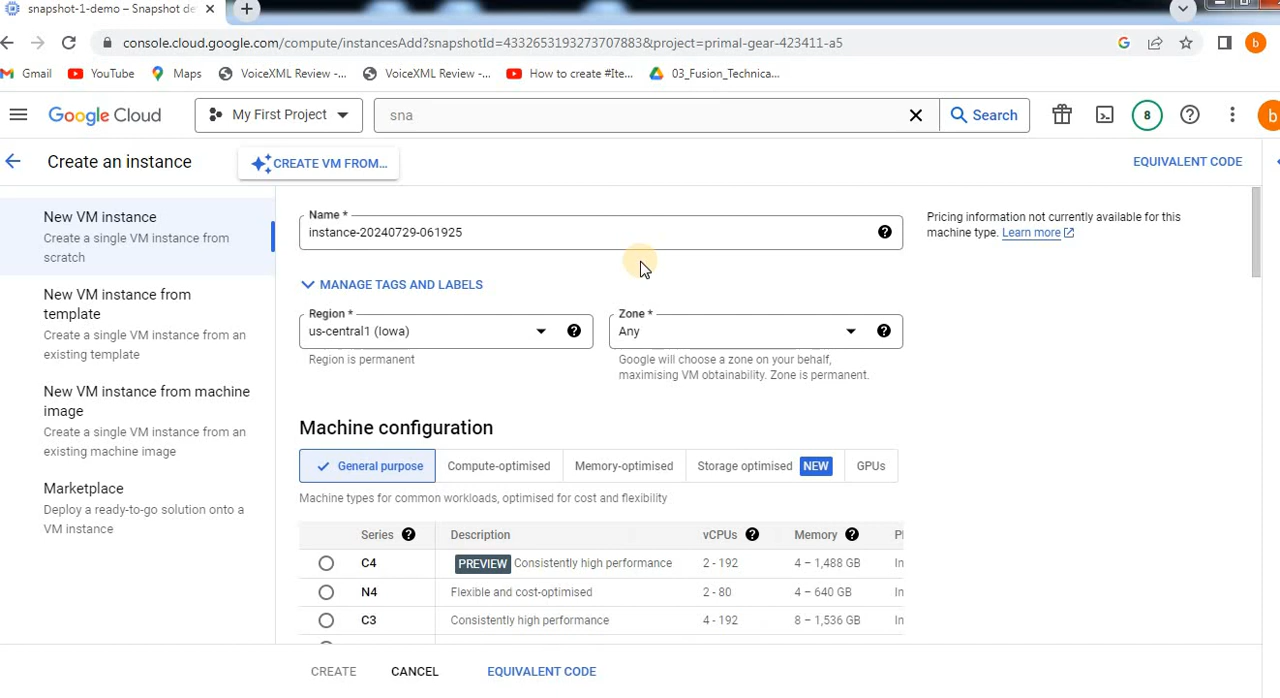 snapshot-1-demo – Snapshot de
console.cloud.google.com/compute/instancesAdd?snapshotId=4332653193273707883&project=primal-gear-423411-a5
b
Gmail
YouTube
Maps
VoiceXML Review -...
VoiceXML Review -...
How to create #Ite...
03_Fusion_Technica...
Google Cloud
My First Project
sna
Search
8
b
Create an instance
CREATE VM FROM...
EQUIVALENT CODE
New VM instance
Create a single VM instance from
scratch
New VM instance from
template
Create a single VM instance from an
existing template
New VM instance from machine
image
Create a single VM instance from an
existing machine image
Marketplace
Deploy a ready-to-go solution onto a
VM instance
Name *
instance-20240729-061925
MANAGE TAGS AND LABELS
Region *
us-central1 (Iowa)
Region is permanent
Zone *
Any
Google will choose a zone on your behalf,
maximising VM obtainability. Zone is permanent.
Pricing information not currently available for this
machine type. Learn more
Machine configuration
General purpose
Compute-optimised
Memory-optimised
Storage optimised NEW
GPUs
Machine types for common workloads, optimised for cost and flexibility
Series Description vCPUs Memory
C4 PREVIEW Consistently high performance 2 - 192 4 – 1,488 GB In
N4 Flexible and cost-optimised 2 - 80 4 – 640 GB In
C3 Consistently high performance 4 - 192 8 – 1,536 GB In
CREATE
CANCEL
EQUIVALENT CODE